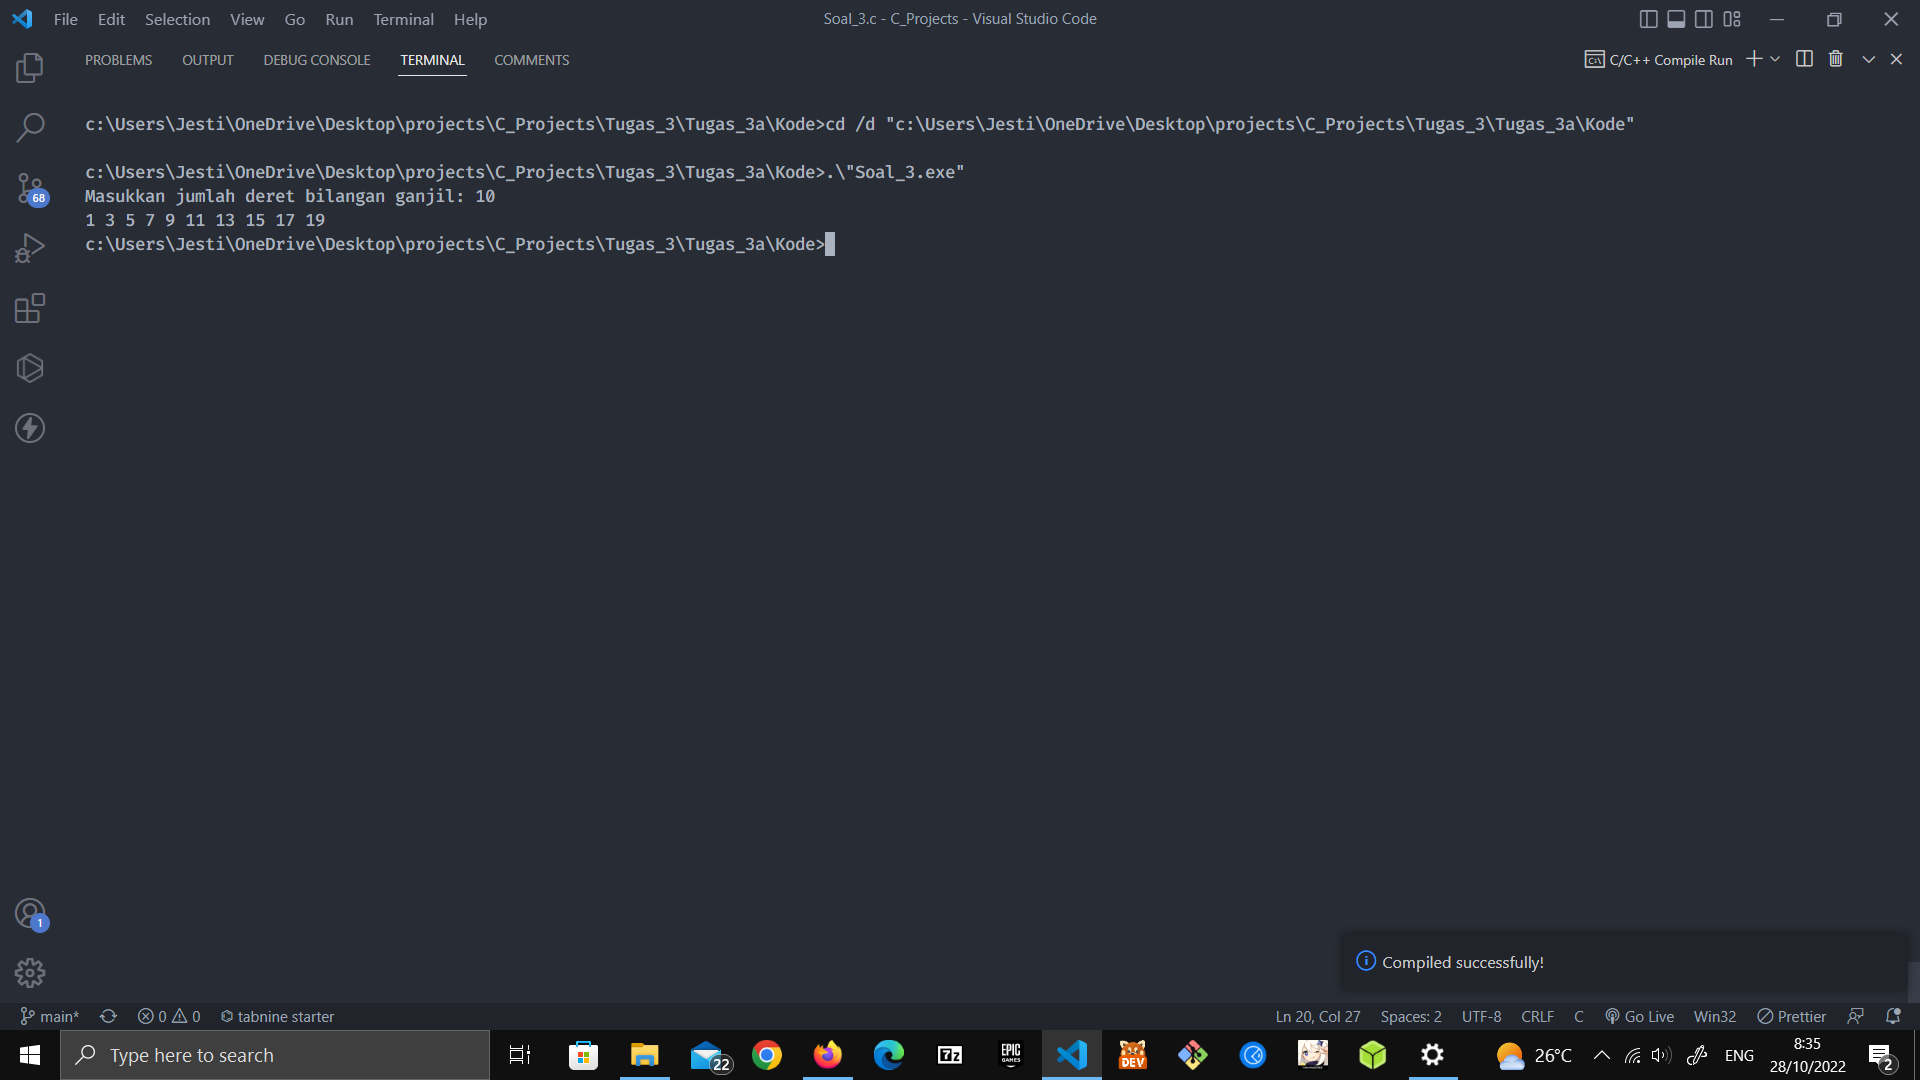 File Edit Selection View Go Run Terminal Help
Soal_3.c - C_Projects - Visual Studio Code
PROBLEMS OUTPUT DEBUG CONSOLE TERMINAL COMMENTS
C/C++ Compile Run
c:\Users\Jesti\OneDrive\Desktop\projects\C_Projects\Tugas_3\Tugas_3a\Kode>cd /d "c:\Users\Jesti\OneDrive\Desktop\projects\C_Projects\Tugas_3\Tugas_3a\Kode"
c:\Users\Jesti\OneDrive\Desktop\projects\C_Projects\Tugas_3\Tugas_3a\Kode>.\"Soal_3.exe"
Masukkan jumlah deret bilangan ganjil: 10
1 3 5 7 9 11 13 15 17 19
c:\Users\Jesti\OneDrive\Desktop\projects\C_Projects\Tugas_3\Tugas_3a\Kode>
68
1
Compiled successfully!
main* 0 0 tabnine starter
Ln 20, Col 27 Spaces: 2 UTF-8 CRLF C Go Live Win32 Prettier
Type here to search
22
7z
EPIC GAMES
DEV
26°C
ENG
8:35
28/10/2022
2